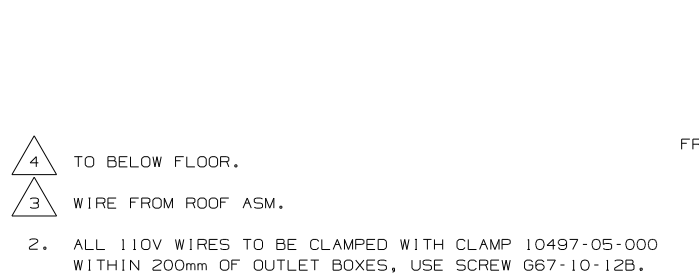 FR
4 TO BELOW FLOOR.
3 WIRE FROM ROOF ASM.
2. ALL 110V WIRES TO BE CLAMPED WITH CLAMP 10497-05-000
WITHIN 200mm OF OUTLET BOXES, USE SCREW G67-10-12B.